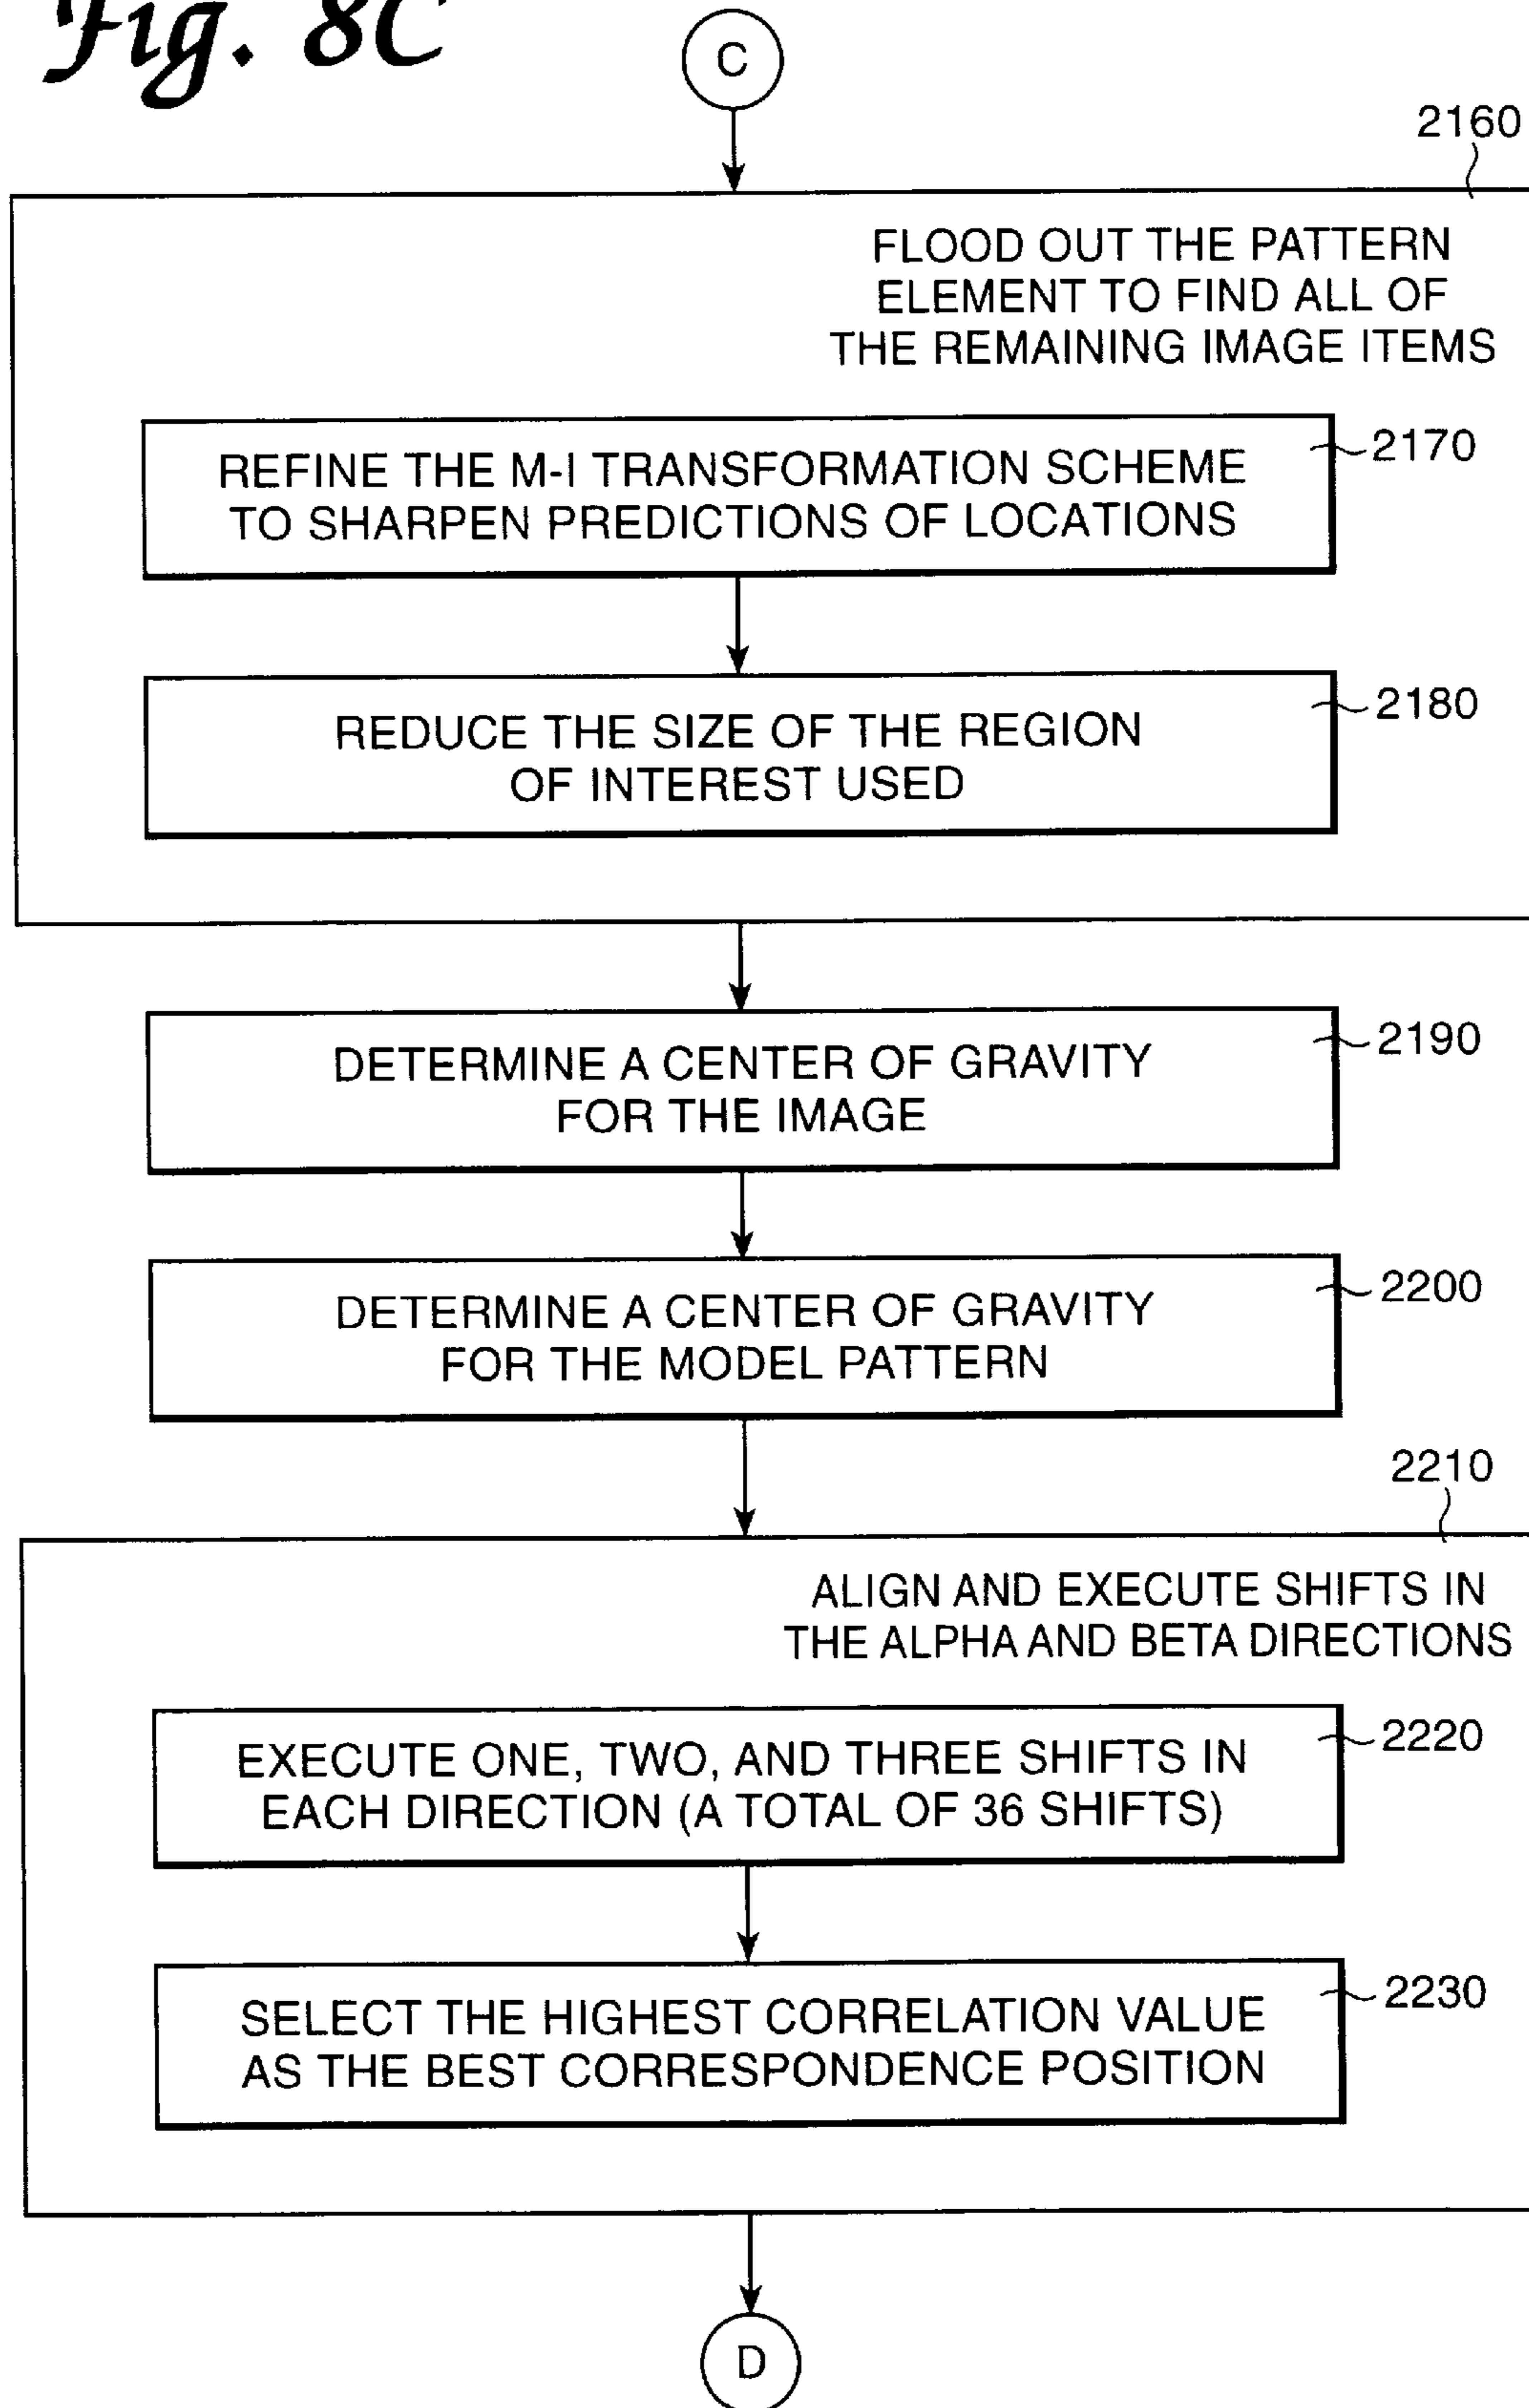 Fig. 8C
C
2160
FLOOD OUT THE PATTERN
ELEMENT TO FIND ALL OF
THE REMAINING IMAGE ITEMS
REFINE THE M-I TRANSFORMATION SCHEME
TO SHARPEN PREDICTIONS OF LOCATIONS
2170
REDUCE THE SIZE OF THE REGION
OF INTEREST USED
2180
DETERMINE A CENTER OF GRAVITY
FOR THE IMAGE
2190
DETERMINE A CENTER OF GRAVITY
FOR THE MODEL PATTERN
2200
2210
ALIGN AND EXECUTE SHIFTS IN
THE ALPHA AND BETA DIRECTIONS
EXECUTE ONE, TWO, AND THREE SHIFTS IN
EACH DIRECTION (A TOTAL OF 36 SHIFTS)
2220
SELECT THE HIGHEST CORRELATION VALUE
AS THE BEST CORRESPONDENCE POSITION
2230
D